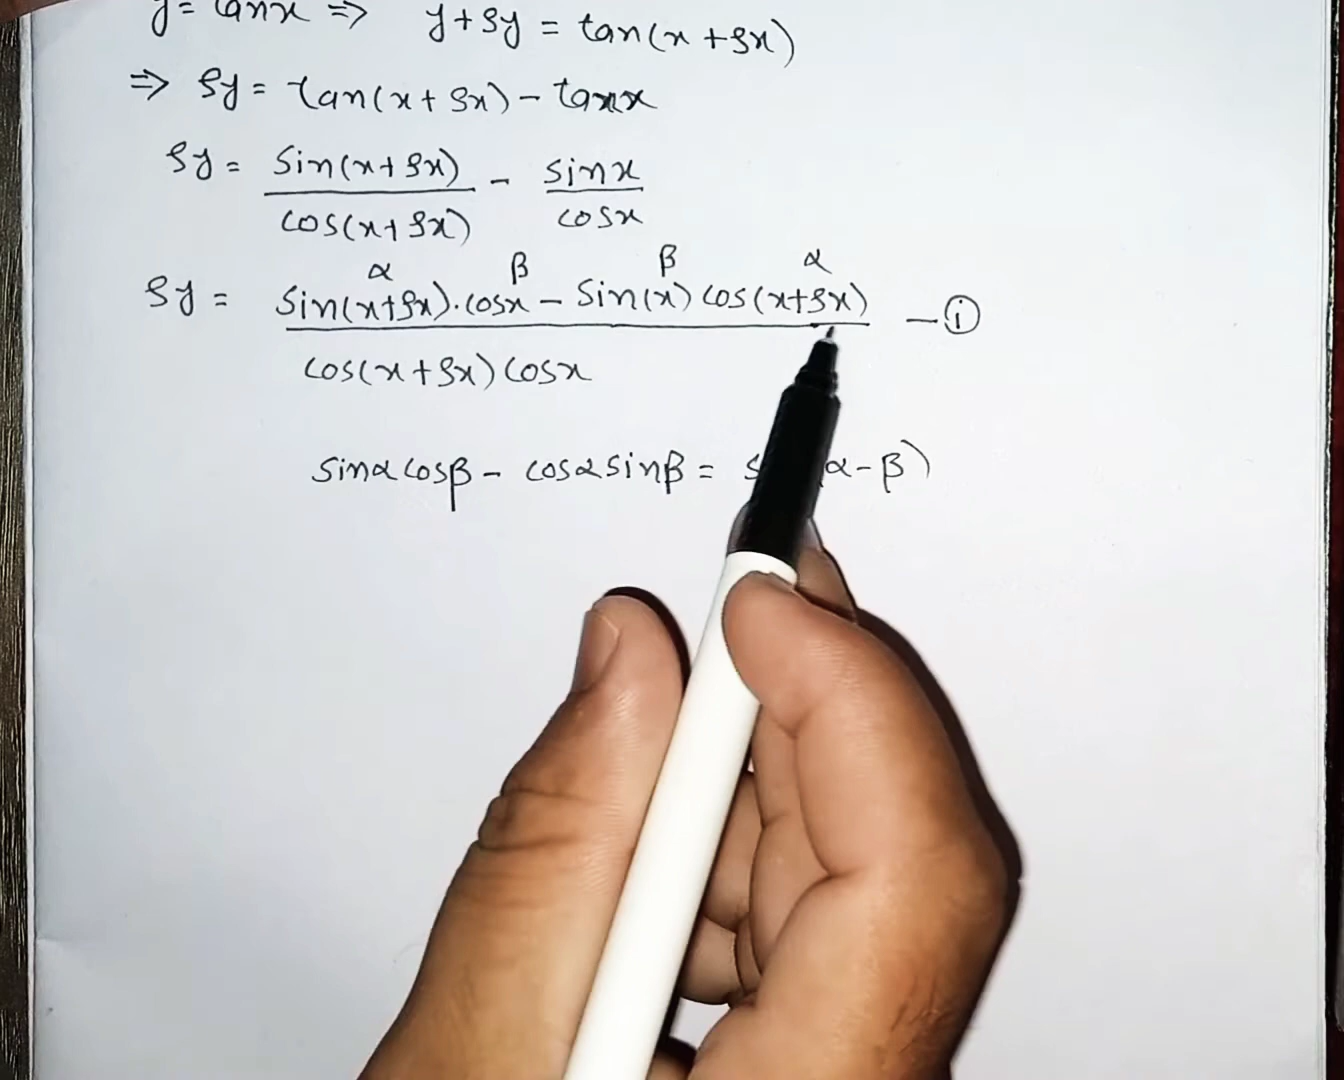 y = tanx ⇒ y+δy = tan(x+δx)
⇒ δy = tan(x+δx) - tanx
δy = sin(x+δx)/cos(x+δx) - sinx/cosx
α β β α
δy = sin(x+δx).cosx - sin(x) cos(x+δx) - ①
cos(x+δx) cosx
sinα cosβ - cosα sinβ = (α-β)